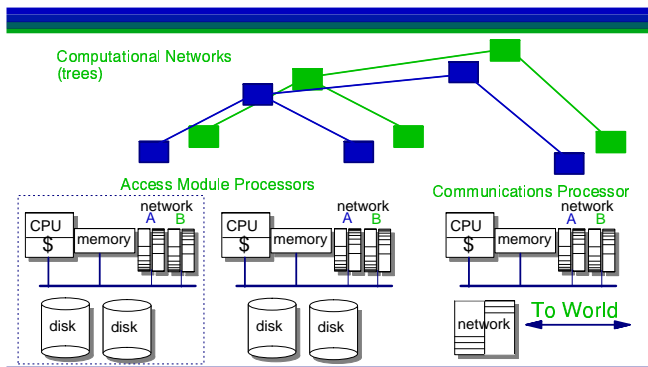 Computational Networks
(trees)
Access Module Processors
Communications Processor
network
A B
CPU
$
memory
disk
disk
network
A B
CPU
$
memory
disk
disk
network
A B
CPU
$
memory
network
To World